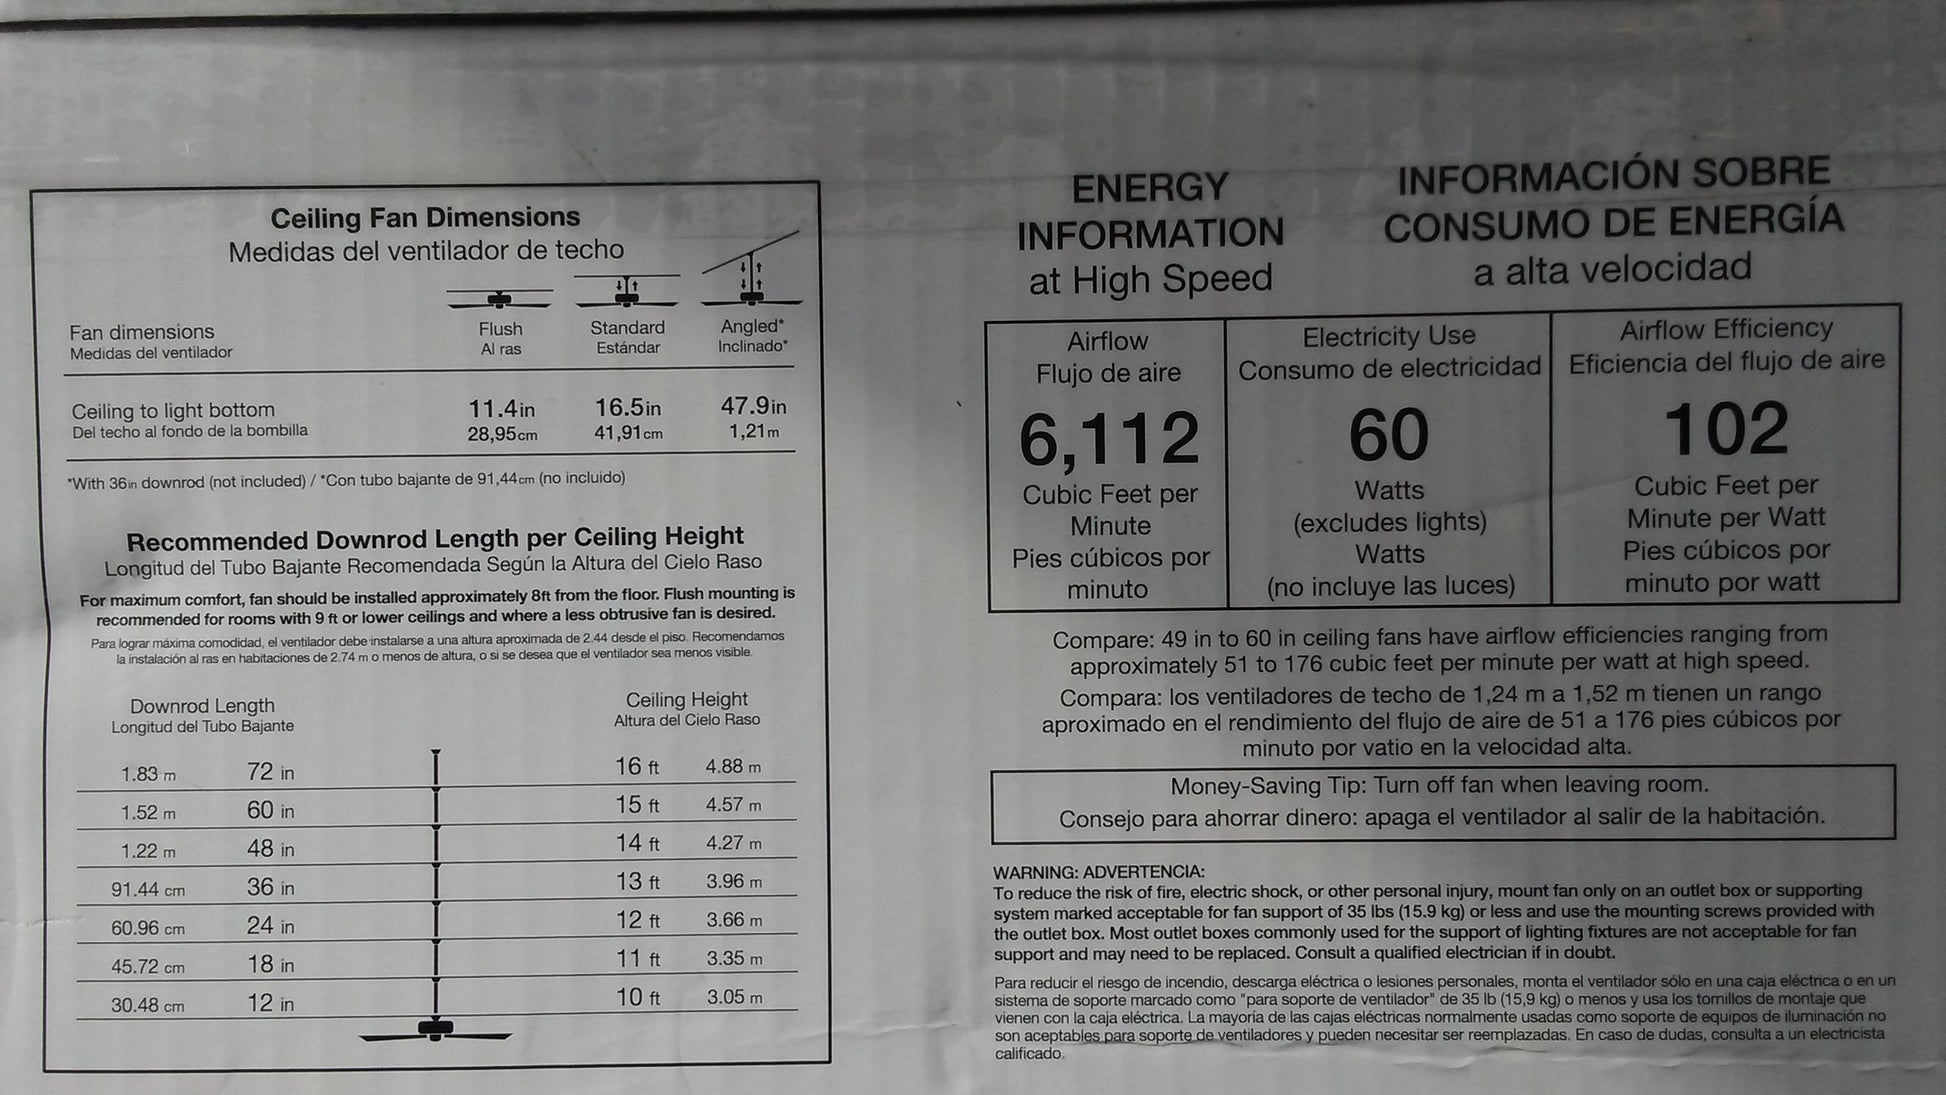 Ceiling Fan Dimensions
Medidas del ventilador de techo
Fan dimensions
Medidas del ventilador
Flush
Al ras
Standard
Estándar
Angled*
Inclinado*
Ceiling to light bottom
Del techo al fondo de la bombilla
11.4in 16.5in 47.9in
28,95cm 41,91cm 1,21m
*With 36in downrod (not included) / *Con tubo bajante de 91,44cm (no incluido)
Recommended Downrod Length per Ceiling Height
Longitud del Tubo Bajante Recomendada Según la Altura del Cielo Raso
For maximum comfort, fan should be installed approximately 8ft from the floor. Flush mounting is
recommended for rooms with 9 ft or lower ceilings and where a less obtrusive fan is desired.
Para lograr máxima comodidad, el ventilador debe instalarse a una altura aproximada de 2.44 desde el piso. Recomendamos
la instalación al ras en habitaciones de 2.74 m o menos de altura, o si se desea que el ventilador sea menos visible.
Downrod Length
Longitud del Tubo Bajante
Ceiling Height
Altura del Cielo Raso
1.83 m 72 in 16 ft 4.88 m
1.52 m 60 in 15 ft 4.57 m
1.22 m 48 in 14 ft 4.27 m
91.44 cm 36 in 13 ft 3.96 m
60.96 cm 24 in 12 ft 3.66 m
45.72 cm 18 in 11 ft 3.35 m
30.48 cm 12 in 10 ft 3.05 m
ENERGY
INFORMATION
at High Speed
INFORMACIÓN SOBRE
CONSUMO DE ENERGÍA
a alta velocidad
Airflow
Flujo de aire
6,112
Cubic Feet per
Minute
Pies cúbicos por
minuto
Electricity Use
Consumo de electricidad
60
Watts
(excludes lights)
Watts
(no incluye las luces)
Airflow Efficiency
Eficiencia del flujo de aire
102
Cubic Feet per
Minute per Watt
Pies cúbicos por
minuto por watt
Compare: 49 in to 60 in ceiling fans have airflow efficiencies ranging from
approximately 51 to 176 cubic feet per minute per watt at high speed.
Compara: los ventiladores de techo de 1,24 m a 1,52 m tienen un rango
aproximado en el rendimiento del flujo de aire de 51 a 176 pies cúbicos por
minuto por vatio en la velocidad alta.
Money-Saving Tip: Turn off fan when leaving room.
Consejo para ahorrar dinero: apaga el ventilador al salir de la habitación.
WARNING: ADVERTENCIA:
To reduce the risk of fire, electric shock, or other personal injury, mount fan only on an outlet box or supporting
system marked acceptable for fan support of 35 lbs (15.9 kg) or less and use the mounting screws provided with
the outlet box. Most outlet boxes commonly used for the support of lighting fixtures are not acceptable for fan
support and may need to be replaced. Consult a qualified electrician if in doubt.
Para reducir el riesgo de incendio, descarga eléctrica o lesiones personales, monta el ventilador sólo en una caja eléctrica o en un
sistema de soporte marcado como "para soporte de ventilador" de 35 lb (15,9 kg) o menos y usa los tornillos de montaje que
vienen con la caja eléctrica. La mayoría de las cajas eléctricas normalmente usadas como soporte de equipos de iluminación no
son aceptables para soporte de ventiladores y pueden necesitar ser reemplazadas. En caso de dudas, consulta a un electricista
calificado.